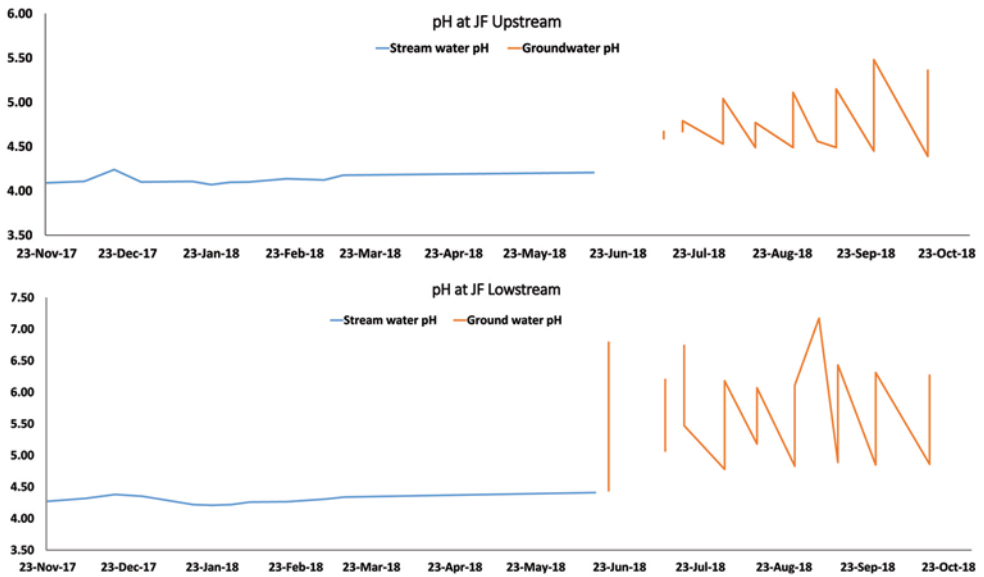 pH at JF Upstream
Stream water pH Groundwater pH
6.00
5.50
5.00
4.50
4.00
3.50
23-Nov-17 23-Dec-17 23-Jan-18 23-Feb-18 23-Mar-18 23-Apr-18 23-May-18 23-Jun-18 23-Jul-18 23-Aug-18 23-Sep-18 23-Oct-18
pH at JF Lowstream
Stream water pH Ground water pH
7.50
7.00
6.50
6.00
5.50
5.00
4.50
4.00
3.50
23-Nov-17 23-Dec-17 23-Jan-18 23-Feb-18 23-Mar-18 23-Apr-18 23-May-18 23-Jun-18 23-Jul-18 23-Aug-18 23-Sep-18 23-Oct-18